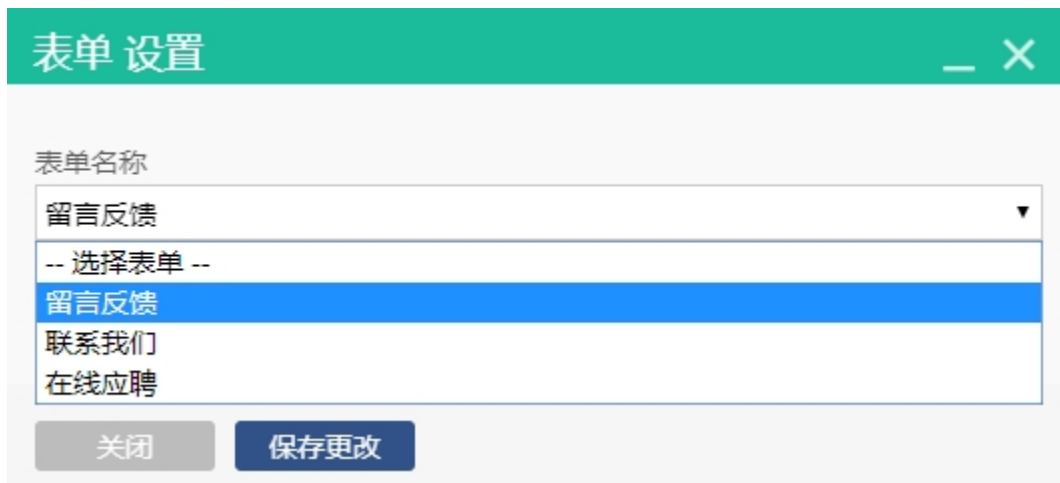 表单 设置
表单名称
留言反馈
-- 选择表单 --
留言反馈
联系我们
在线应聘
关闭 保存更改